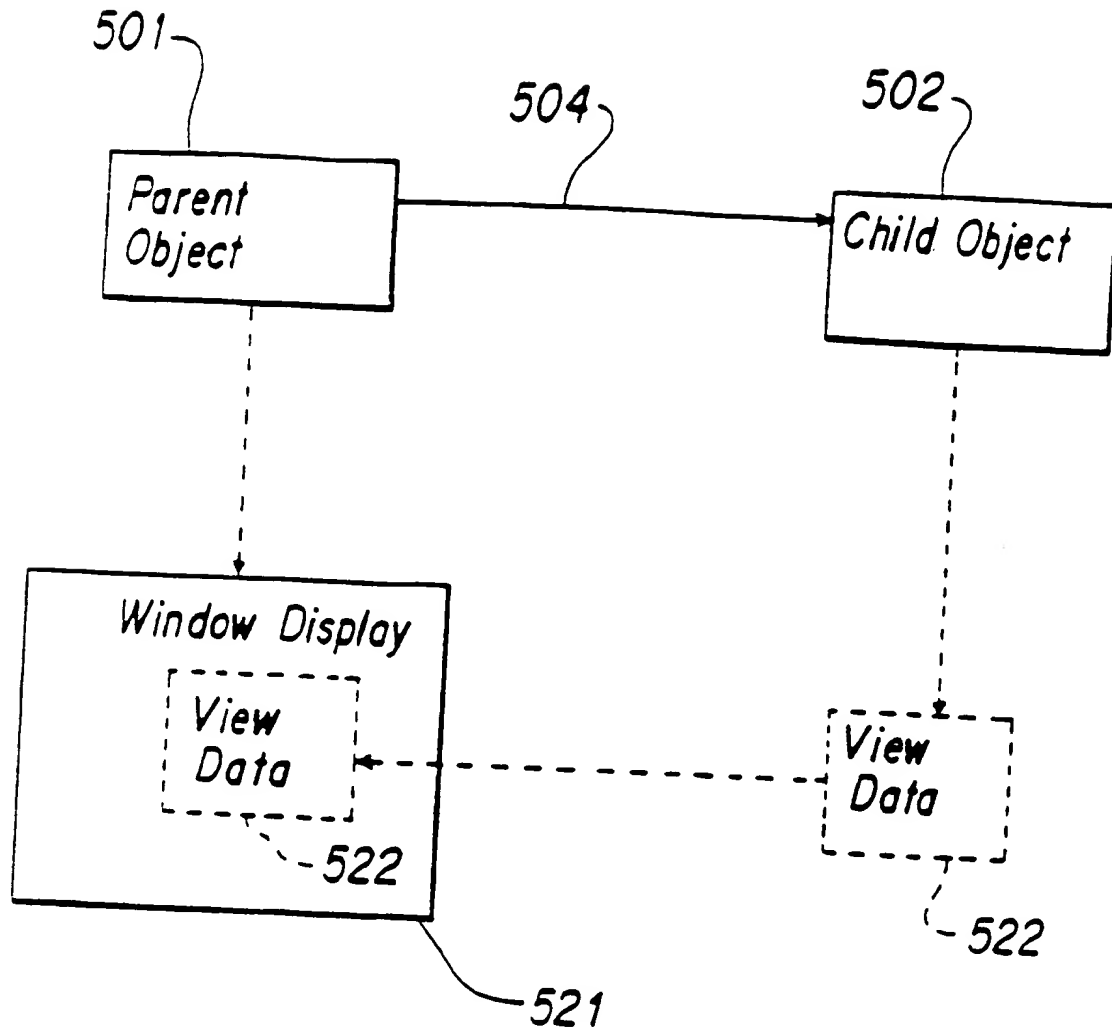 501
504
502
Parent
Object
Child Object
Window Display
View
Data
View
Data
522
522
521